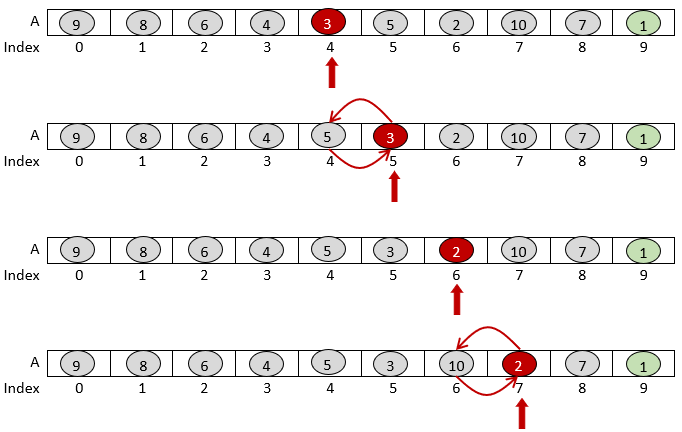 A 9 8 6 4 3 5 2 10 7 1
Index 0 1 2 3 4 5 6 7 8 9
A 9 8 6 4 5 3 2 10 7 1
Index 0 1 2 3 4 5 6 7 8 9
A 9 8 6 4 5 3 2 10 7 1
Index 0 1 2 3 4 5 6 7 8 9
A 9 8 6 4 5 3 10 2 7 1
Index 0 1 2 3 4 5 6 7 8 9